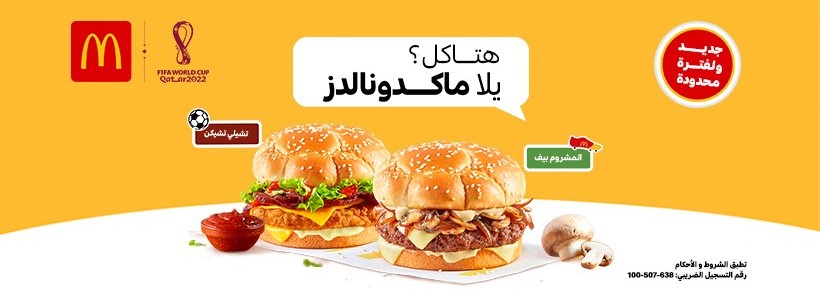 FIFA WORLD CUP
Qatar2022
هتاكل؟
يلا ماكدونالدز
جديد
ولفترة
محدودة
تشيلي تشيكن
المشروم بيف
تطبق الشروط و الأحكام
رقم التسجيل الضريبي: 638-507-100